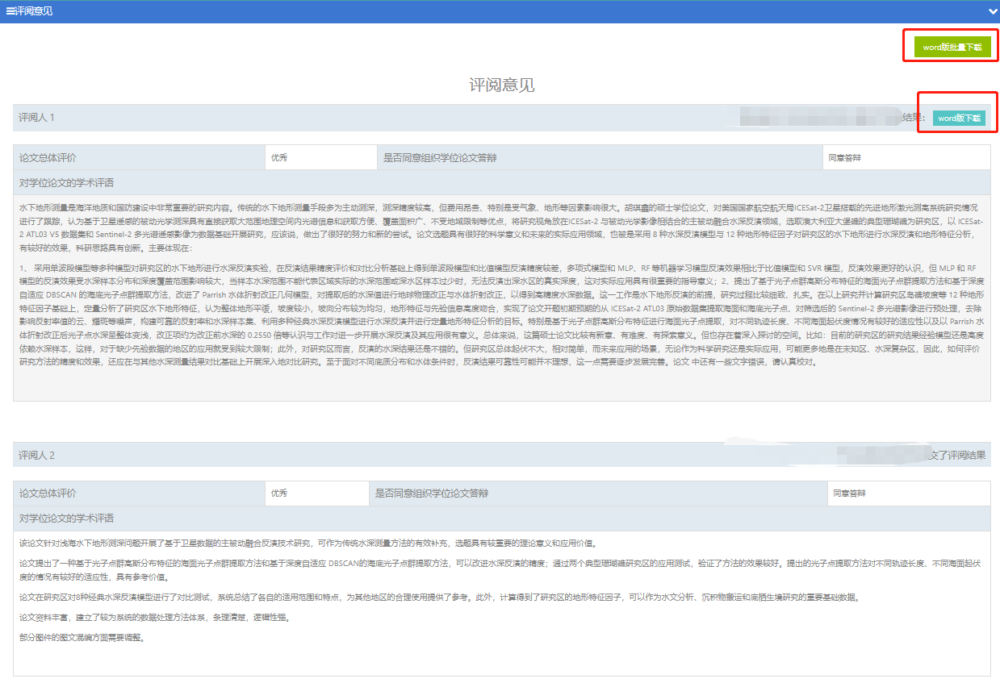 评阅意见
word版批量下载
评阅意见
评阅人 1
结果:
word版下载
论文总体评价
优秀
是否同意组织学位论文答辩
同意答辩
对学位论文的学术评语
水下地形测量是海洋地质和国防建设中非常重要的研究内容。传统的水下地形测量手段多为主动测深，测深精度较高，但费用昂贵、特别是受气象、地形等因素影响很大。胡琪鑫的硕士学位论文，对美国国家航空航天局ICESat-2卫星搭载的先进地形激光测高系统研究情况
进行了跟踪，认为基于卫星遥感的被动光学测深具有直接获取大范围地理空间内光谱信息和获取方便、覆盖面积广、不受地域限制等优点，将研究视角放在ICESat-2 与被动光学影像相结合的主被动融合水深反演领域，选取澳大利亚大堡礁的典型珊瑚礁为研究区，以 ICESat-
2 ATL03 V5 数据集和 Sentinel-2 多光谱遥感影像为数据基础开展研究，应该说，做出了很好的努力和新的尝试。论文选题具有很好的科学意义和未来的实际应用领域，也被是采用 8 种水深反演模型与 12 种地形特征因子对研究区的水下地形进行水深反演和地形特征分析，
有较好的效果，科研思路具有创新。主要体现在：
1、 采用单波段模型等多种模型对研究区的水下地形进行水深反演实验，在反演结果精度评价和对比分析基础上得到单波段模型和比值模型反演精度较差，多项式模型和 MLP、RF 等机器学习模型反演效果相比于比值模型和 SVR 模型，反演效果更好的认识，但 MLP 和 RF
模型的反演效果受水深样本分布和深度覆盖范围影响较大，当样本水深范围不能代表区域实际的水深范围或深水区样本过少时，无法反演出深水区的真实深度，这对实际应用具有很重要的指导意义；2、提出了基于光子点群高斯分布特征的海面光子点群提取方法和基于深度
自适应 DBSCAN 的海底光子点群提取方法，改进了 Parrish 水体折射改正几何模型，对提取后的水深值进行地球物理改正与水体折射改正，以得到高精度水深数据。这一工作是水下地形反演的前提，研究过程比较细致、扎实。在以上研究并计算研究区岛礁坡度等 12 种地形
特征因子基础上，定量分析了研究区水下地形特征，认为整体地形平缓，坡度较小，坡向分布较为均匀，地形特征与先验信息高度吻合，实现了论文开题初期预期的从 ICESat-2 ATL03 原始数据集提取海面和海底光子点、对筛选后的 Sentinel-2 多光谱影像进行预处理，去除
影响反射率值的云、耀斑等噪声，构建可靠的反射率和水深样本集、利用多种经典水深反演模型进行水深反演并进行定量地形特征分析的目标。特别是基于光子点群高斯分布特征进行海面光子点提取，对不同轨迹长度、不同海面起伏度情况有较好的适应性以及以 Parrish 水
体折射改正后光子点水深呈整体变浅，改正项约为改正前水深的 0.2550 倍等认识与工作对进一步开展水深反演及其应用很有意义。总体来说，这篇硕士论文比较有新意、有难度、有探索意义。但也存在着深入探讨的空间。比如：目前的研究区的研究结果经验模型还是高度
依赖水深样本，这样，对于缺少先验数据的地区的应用就受到较大限制；此外，对研究区而言，反演的水深结果还是不错的。但研究区总体起伏不大，相对简单，而未来应用的场景，无论作为科学研究还是实际应用，可能更多地是在未知区、水深复杂区，因此，如何评价
研究方法的精度和效果，还应在与其他水深测量结果对比基础上开展深入地对比研究。至于面对不同底质分布和水体条件时，反演结果可靠性可能并不理想，这一点需要逐步发展完善。论文 中还有一些文字错误，请认真校对。
评阅人 2
交了评阅结果
论文总体评价
优秀
是否同意组织学位论文答辩
同意答辩
对学位论文的学术评语
该论文针对浅海水下地形测深问题开展了基于卫星数据的主被动融合反演技术研究，可作为传统水深测量方法的有效补充，选题具有较重要的理论意义和应用价值。
论文提出了一种基于光子点群高斯分布特征的海面光子点群提取方法和基于深度自适应 DBSCAN的海底光子点群提取方法，可以改进水深反演的精度；通过两个典型珊瑚礁研究区的应用测试，验证了方法的效果较好。提出的光子点提取方法对不同轨迹长度、不同海面起伏
度的情况有较好的适应性，具有参考价值。
论文在研究区对8种经典水深反演模型进行了对比测试，系统总结了各自的适用范围和特点，为其他地区的合理使用提供了参考。此外，计算得到了研究区的地形特征因子，可以作为水文分析、沉积物搬运和底栖生境研究的重要基础数据。
论文资料丰富，建立了较为系统的数据处理方法体系，条理清楚，逻辑性强。
部分图件的图文混编方面需要调整。